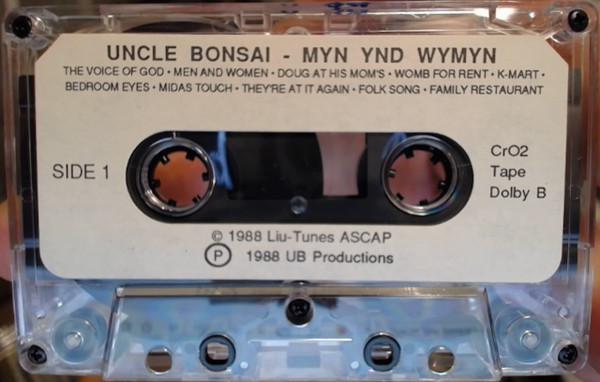 UNCLE BONSAI - MYN YND WYMYN
THE VOICE OF GOD • MEN AND WOMEN • DOUG AT HIS MOM'S • WOMB FOR RENT • K-MART •
BEDROOM EYES • MIDAS TOUCH • THEY'RE AT IT AGAIN • FOLK SONG • FAMILY RESTAURANT
SIDE 1
CrO2
Tape
Dolby B
© 1988 Liu-Tunes ASCAP
Ⓟ 1988 UB Productions